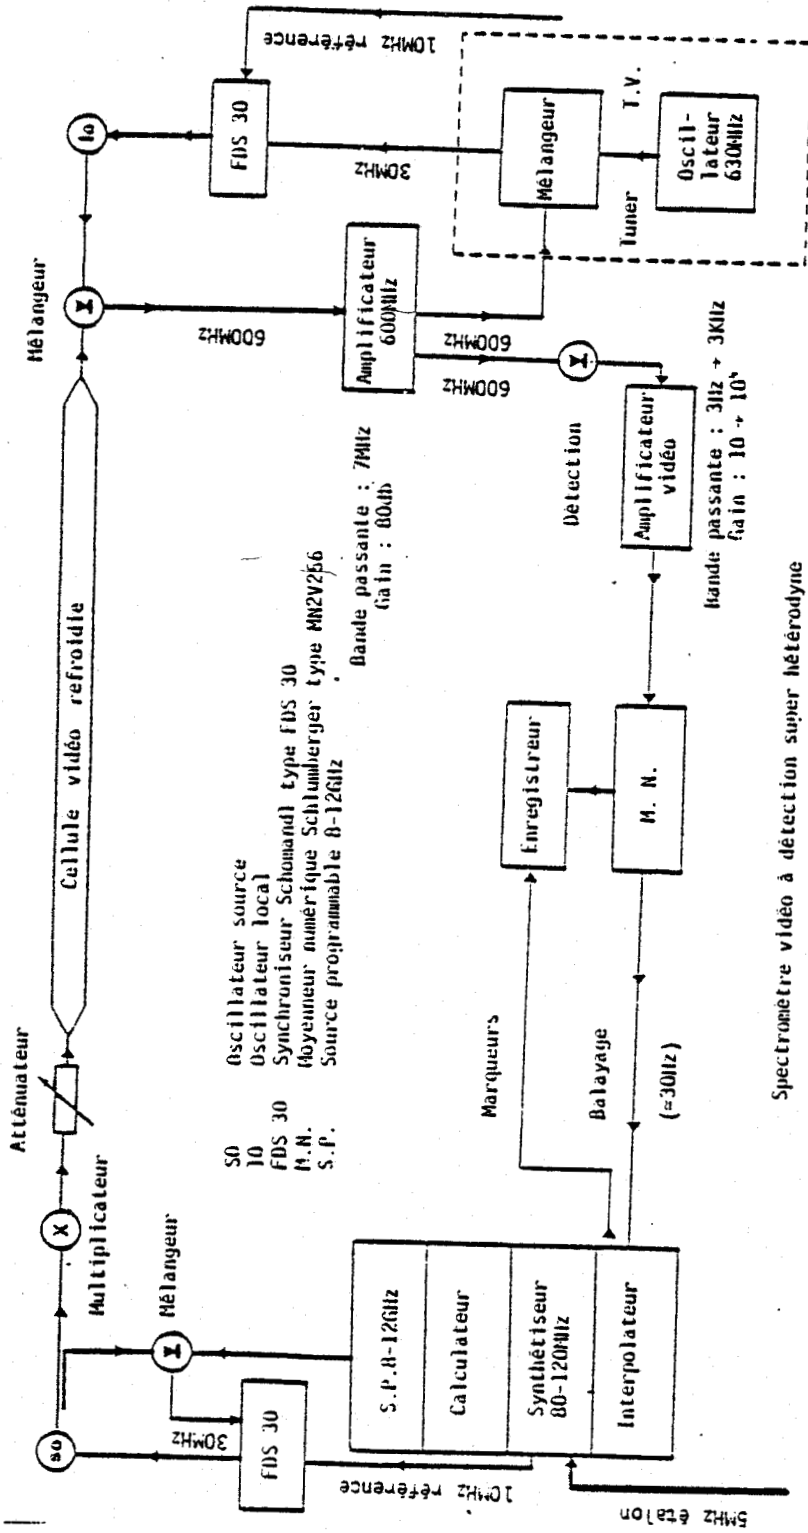 Atténuateur
Multiplicateur
so
X
Mélangeur
Σ
30MHz
FDS 30
10MHz référence
5MHz étalon
S.P.8-12GHz
Calculateur
Synthétiseur
80-120MHz
Interpolateur
Cellule vidéo refroidie
SO Oscillateur source
lO Oscillateur local
FDS 30 Synchroniseur Schomandl type FDS 30
M.N. Moyenneur numérique Schlumberger type MN2V256
S.P. Source programmable 8-12GHz
Marqueurs
Balayage
(≃30Hz)
Enregistreur
M. N.
Mélangeur
Σ
lo
600MHz
Amplificateur
600MHz
Bande passante : 7MHz
Gain : 80db
600MHz
600MHz
Détection
Σ
Amplificateur
vidéo
Bande passante : 3Hz → 3KHz
Gain : 10 → 10⁴
FDS 30
10MHz référence
30MHz
Mélangeur
Tuner T.V.
Oscil-
lateur
630MHz
Spectromètre vidéo à détection super hétérodyne